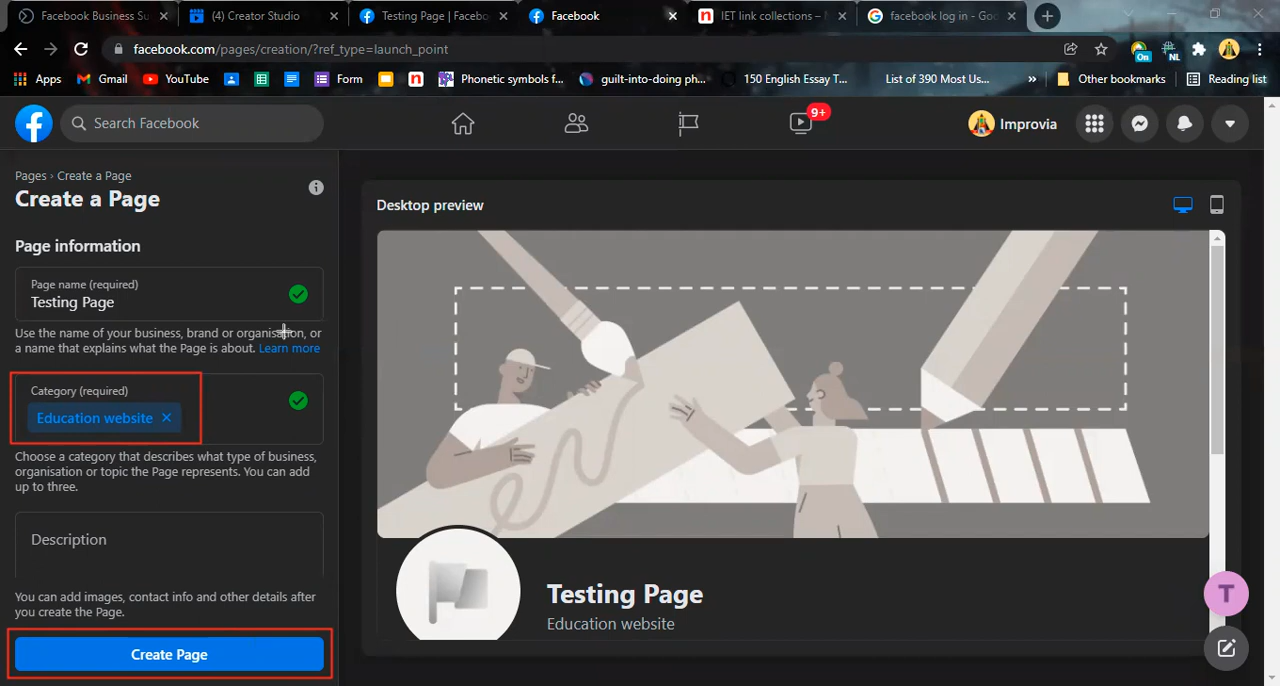 Facebook Business Su
(4) Creator Studio
Testing Page | Facebo
Facebook
IET link collections –
facebook log in - Goo
facebook.com/pages/creation/?ref_type=launch_point
Apps
Gmail
YouTube
Form
Phonetic symbols f...
guilt-into-doing ph...
150 English Essay T...
List of 390 Most Us...
»
Other bookmarks
Reading list
On
NL
Search Facebook
9+
Improvia
Pages › Create a Page
Create a Page
Page information
Page name (required)
Testing Page
Use the name of your business, brand or organisation, or
a name that explains what the Page is about. Learn more
Category (required)
Education website ×
Choose a category that describes what type of business,
organisation or topic the Page represents. You can add
up to three.
Description
You can add images, contact info and other details after
you create the Page.
Create Page
Desktop preview
Testing Page
Education website
T